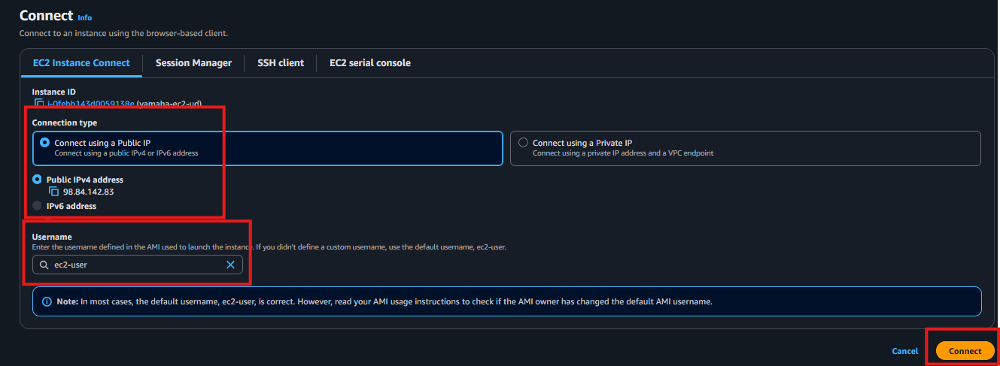 Connect Info
Connect to an instance using the browser-based client.
EC2 Instance Connect Session Manager SSH client EC2 serial console
Instance ID
i-0febb143d0059138e (yamaha-ec2-ud)
Connection type
Connect using a Public IP
Connect using a public IPv4 or IPv6 address
Connect using a Private IP
Connect using a private IP address and a VPC endpoint
Public IPv4 address
98.84.142.83
IPv6 address
Username
Enter the username defined in the AMI used to launch the instance. If you didn't define a custom username, use the default username, ec2-user.
ec2-user
Note: In most cases, the default username, ec2-user, is correct. However, read your AMI usage instructions to check if the AMI owner has changed the default AMI username.
Cancel Connect